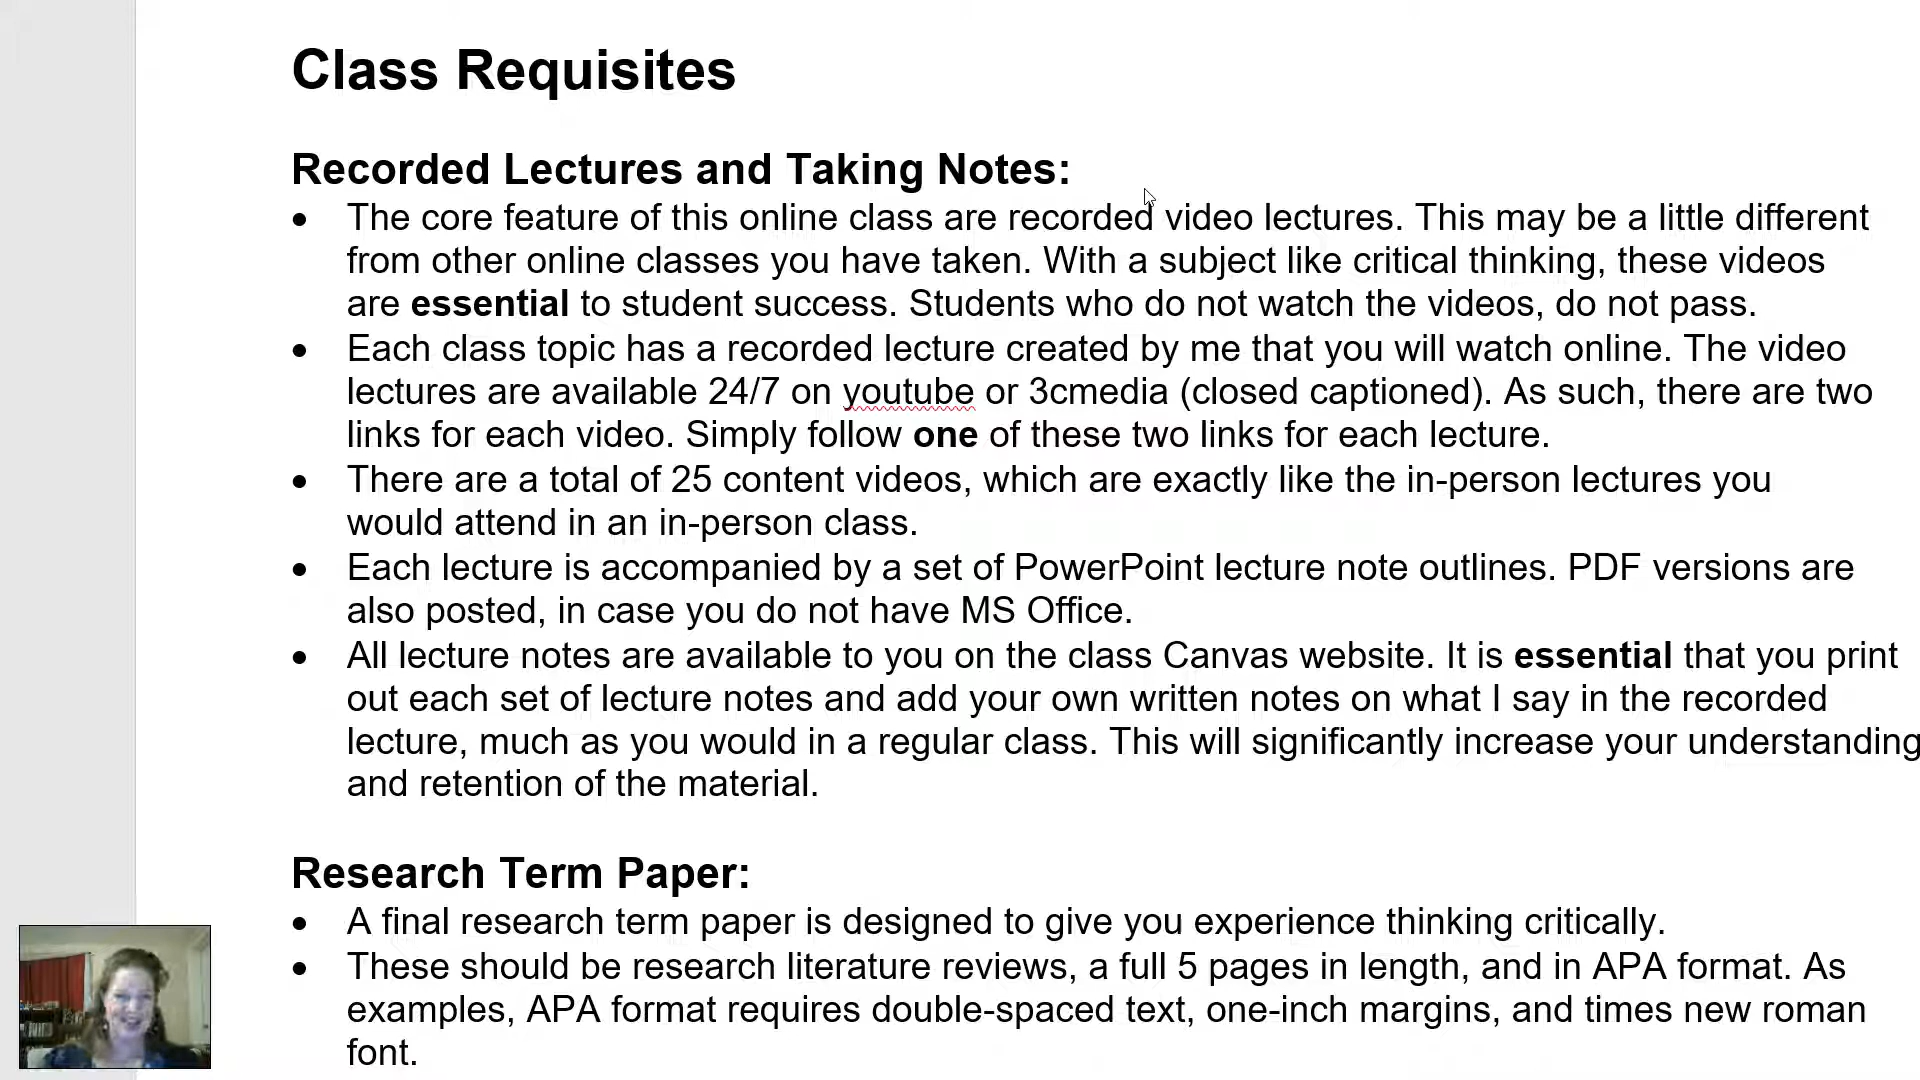 Class Requisites
Recorded Lectures and Taking Notes:
• The core feature of this online class are recorded video lectures. This may be a little different
from other online classes you have taken. With a subject like critical thinking, these videos
are essential to student success. Students who do not watch the videos, do not pass.
• Each class topic has a recorded lecture created by me that you will watch online. The video
lectures are available 24/7 on youtube or 3cmedia (closed captioned). As such, there are two
links for each video. Simply follow one of these two links for each lecture.
• There are a total of 25 content videos, which are exactly like the in-person lectures you
would attend in an in-person class.
• Each lecture is accompanied by a set of PowerPoint lecture note outlines. PDF versions are
also posted, in case you do not have MS Office.
• All lecture notes are available to you on the class Canvas website. It is essential that you print
out each set of lecture notes and add your own written notes on what I say in the recorded
lecture, much as you would in a regular class. This will significantly increase your understanding
and retention of the material.
Research Term Paper:
• A final research term paper is designed to give you experience thinking critically.
• These should be research literature reviews, a full 5 pages in length, and in APA format. As
examples, APA format requires double-spaced text, one-inch margins, and times new roman
font.